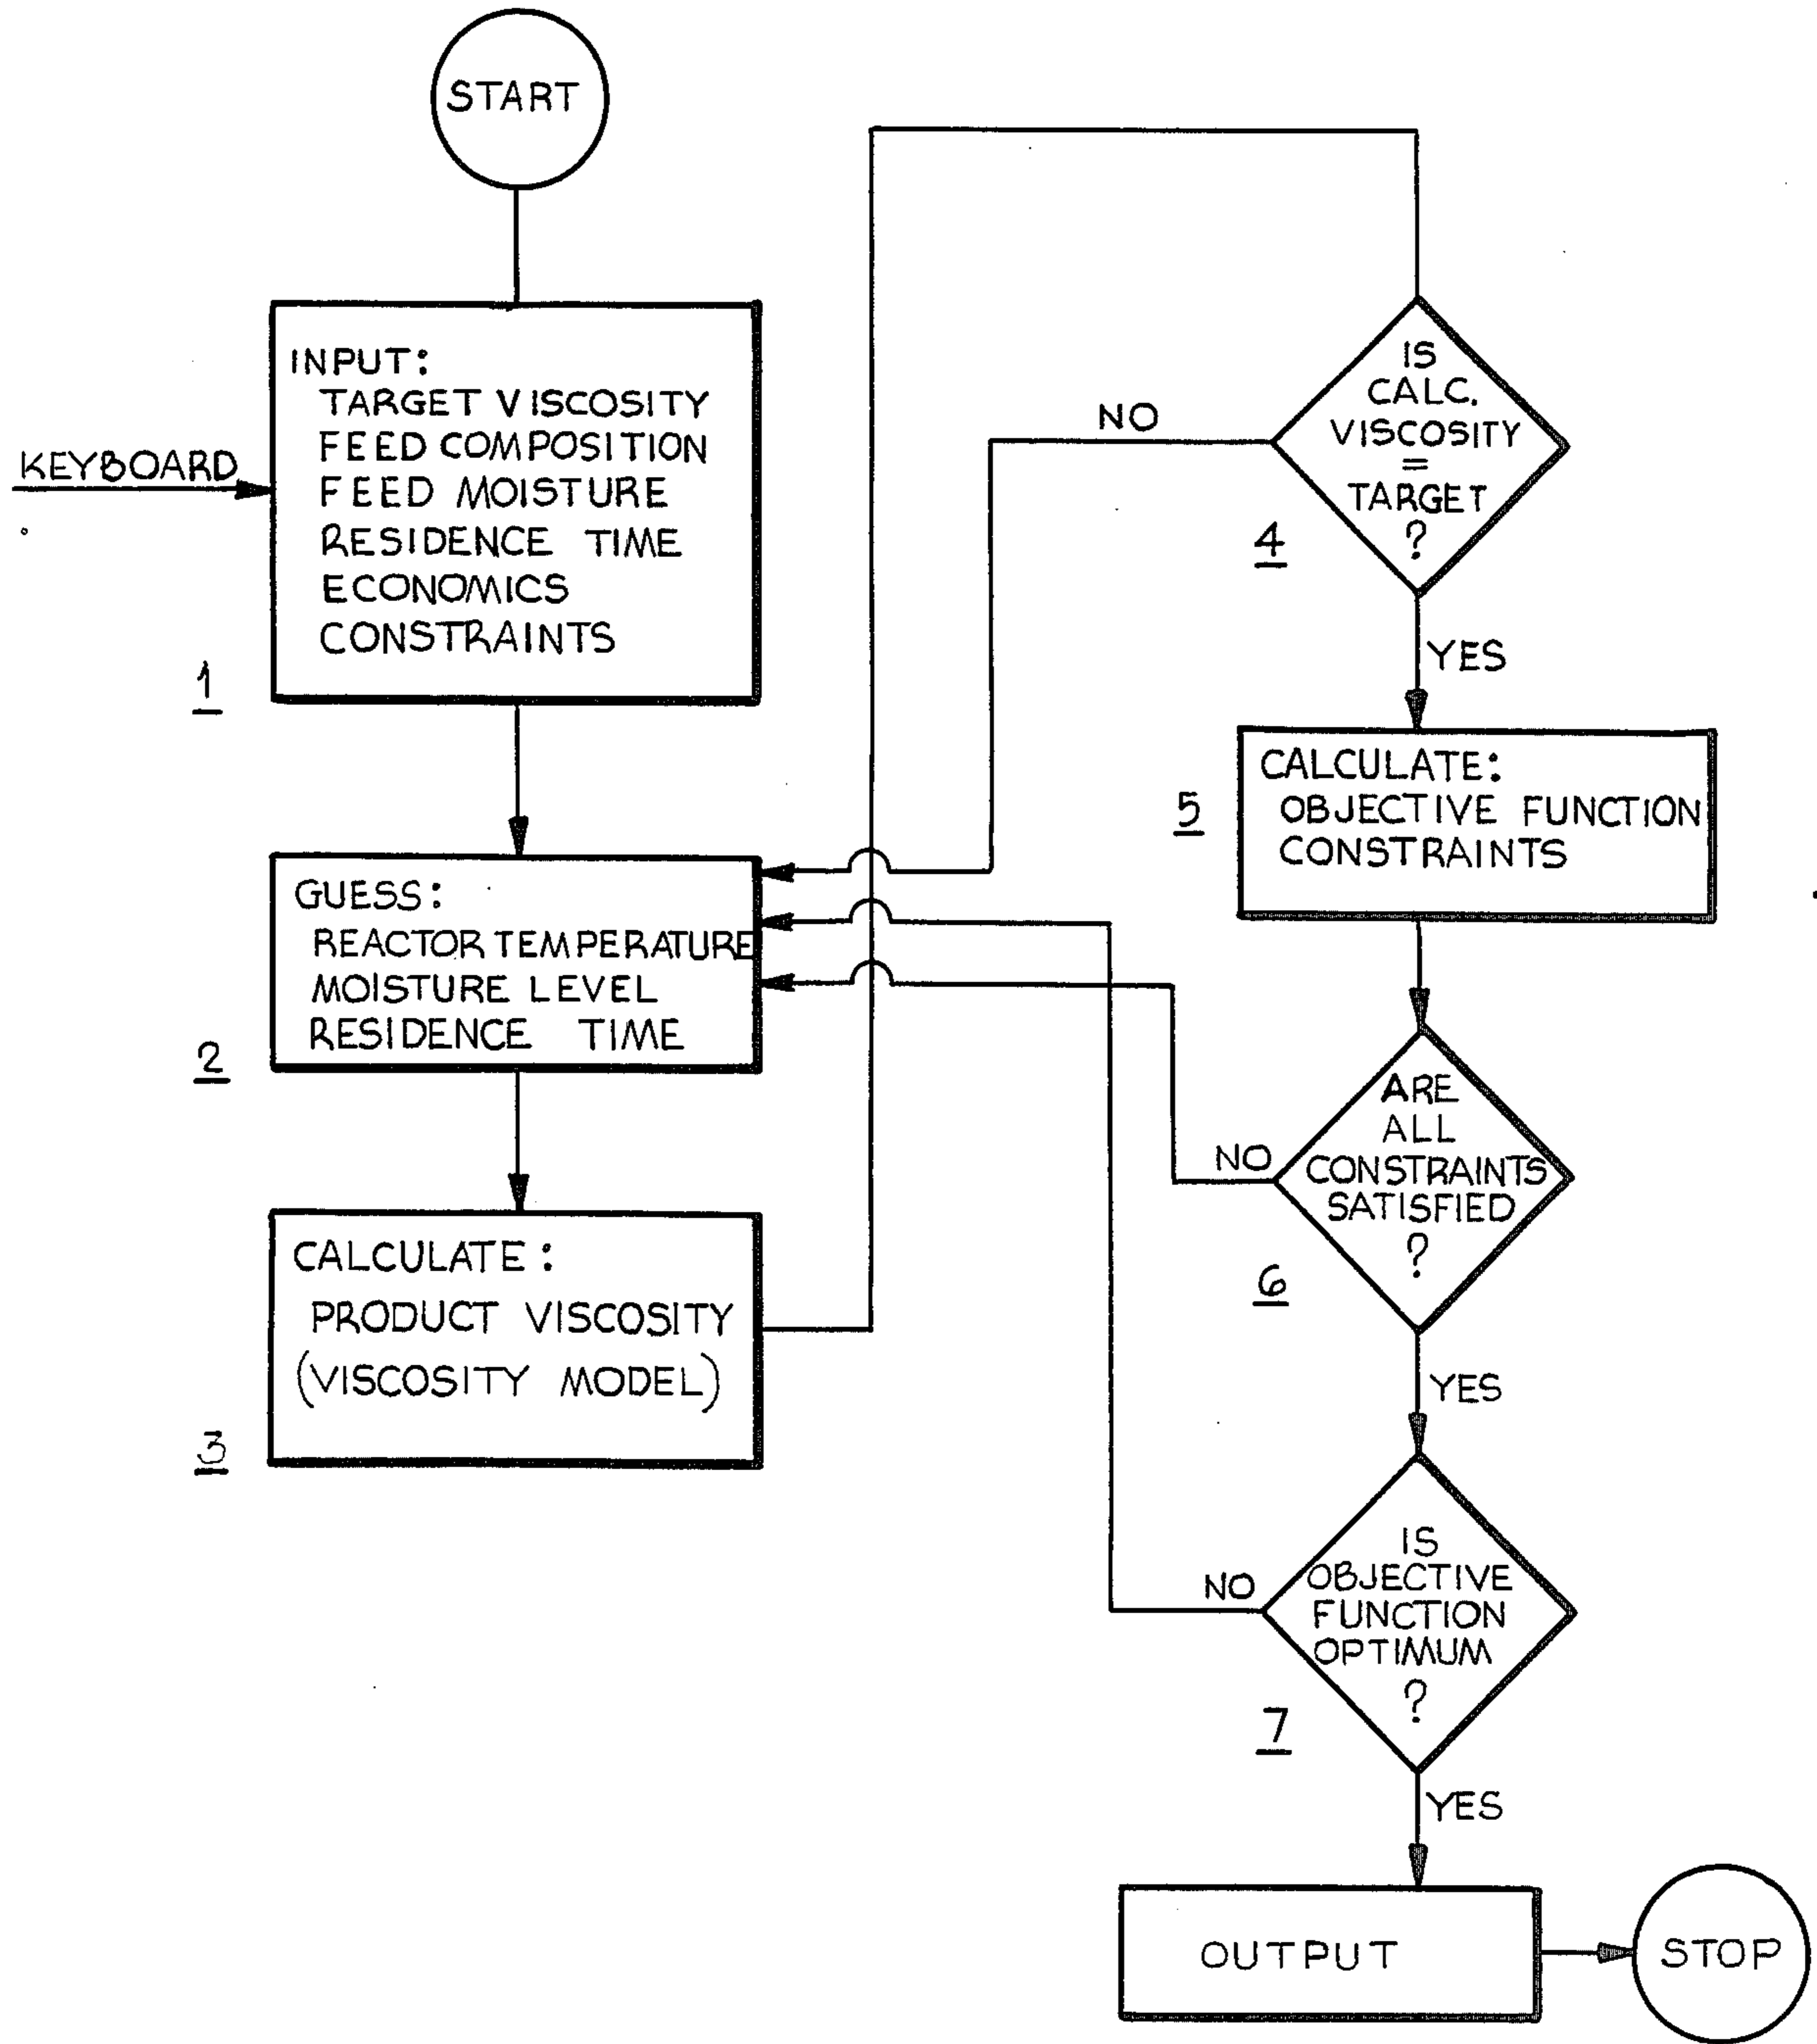 START
KEYBOARD
INPUT:
TARGET VISCOSITY
FEED COMPOSITION
FEED MOISTURE
RESIDENCE TIME
ECONOMICS
CONSTRAINTS
1
GUESS:
REACTOR TEMPERATURE
MOISTURE LEVEL
RESIDENCE TIME
2
CALCULATE:
PRODUCT VISCOSITY
(VISCOSITY MODEL)
3
IS
CALC.
VISCOSITY
=
TARGET
?
4
NO
YES
CALCULATE:
OBJECTIVE FUNCTION
CONSTRAINTS
5
ARE
ALL
CONSTRAINTS
SATISFIED
?
6
NO
YES
IS
OBJECTIVE
FUNCTION
OPTIMUM
?
7
NO
YES
OUTPUT
STOP